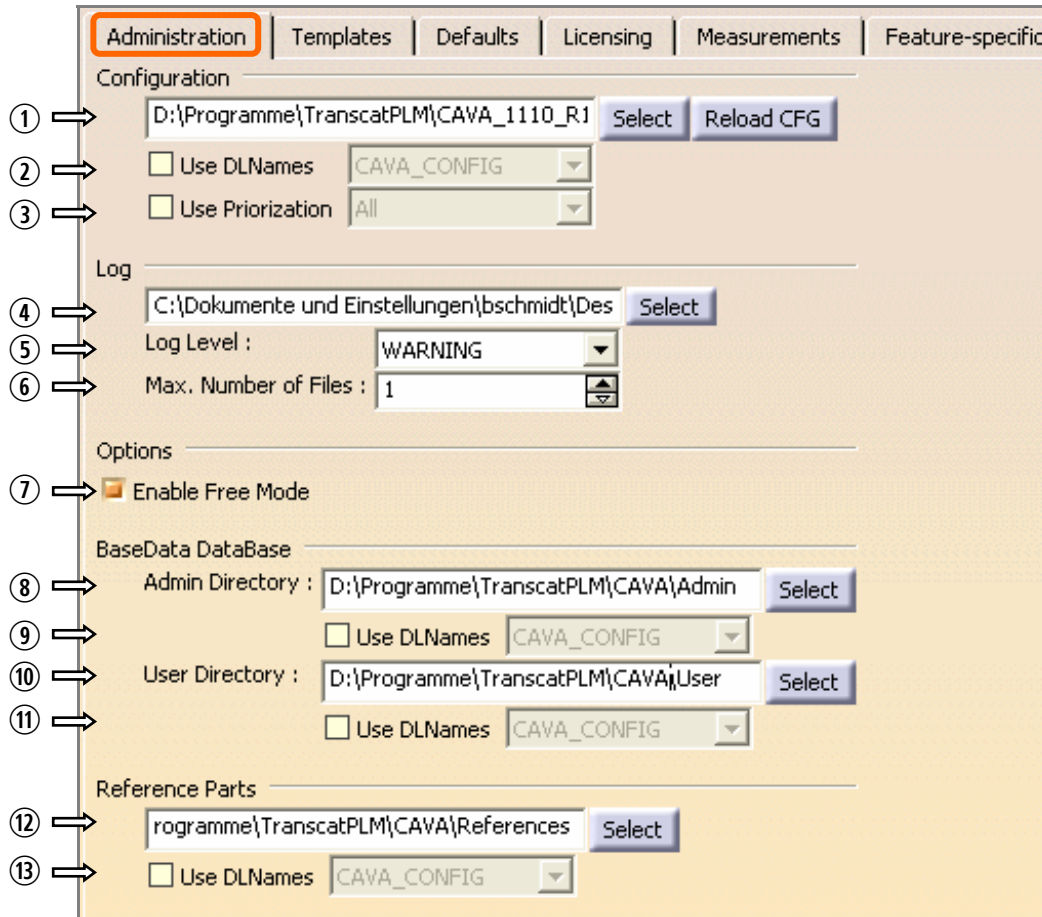 Administration Templates Defaults Licensing Measurements Feature-specific
Configuration
① D:\Programme\TranscatPLM\CAVA_1110_R1 Select Reload CFG
② Use DLNames CAVA_CONFIG
③ Use Priorization All
Log
④ C:\Dokumente und Einstellungen\bschmidt\Des Select
⑤ Log Level : WARNING
⑥ Max. Number of Files : 1
Options
⑦ Enable Free Mode
BaseData DataBase
⑧ Admin Directory : D:\Programme\TranscatPLM\CAVA\Admin Select
⑨ Use DLNames CAVA_CONFIG
⑩ User Directory : D:\Programme\TranscatPLM\CAVA\User Select
⑪ Use DLNames CAVA_CONFIG
Reference Parts
⑫ rogramme\TranscatPLM\CAVA\References Select
⑬ Use DLNames CAVA_CONFIG